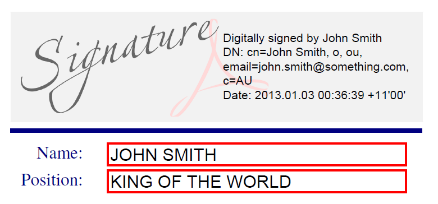 Signature
Digitally signed by John Smith
DN: cn=John Smith, o, ou,
email=john.smith@something.com,
c=AU
Date: 2013.01.03 00:36:39 +11'00'
Name: JOHN SMITH
Position: KING OF THE WORLD